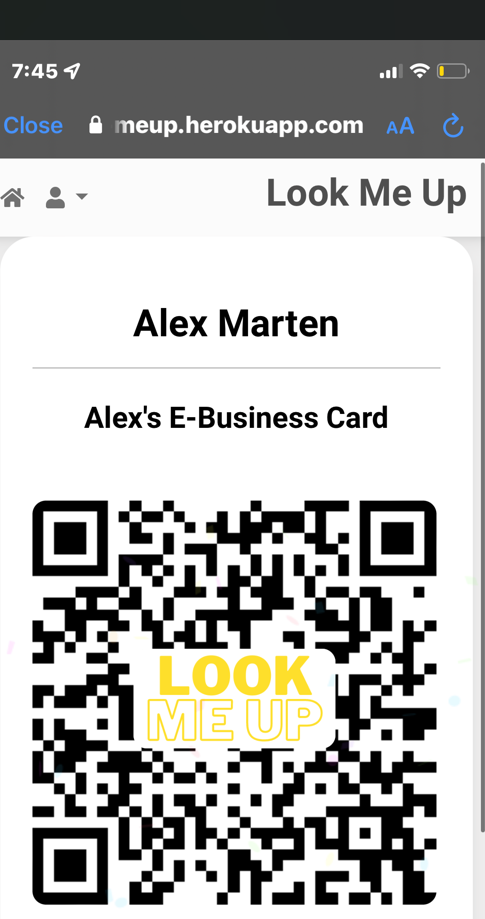 7:45
Close meup.herokuapp.com AA
Look Me Up
Alex Marten
Alex's E-Business Card
LOOK
ME UP